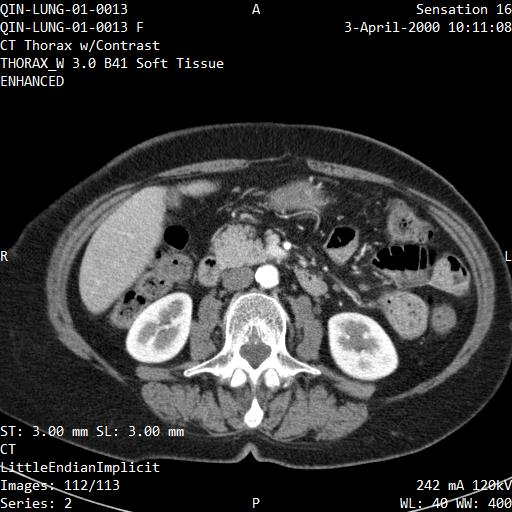 QIN-LUNG-01-0013
A
Sensation 16
QIN-LUNG-01-0013 F
3-April-2000 10:11:08
CT Thorax w/Contrast
THORAX_W 3.0 B41 Soft Tissue
ENHANCED
R
L
ST: 3.00 mm SL: 3.00 mm
CT
LittleEndianImplicit
Images: 112/113
242 mA 120kV
Series: 2
P
WL: 40 WW: 400